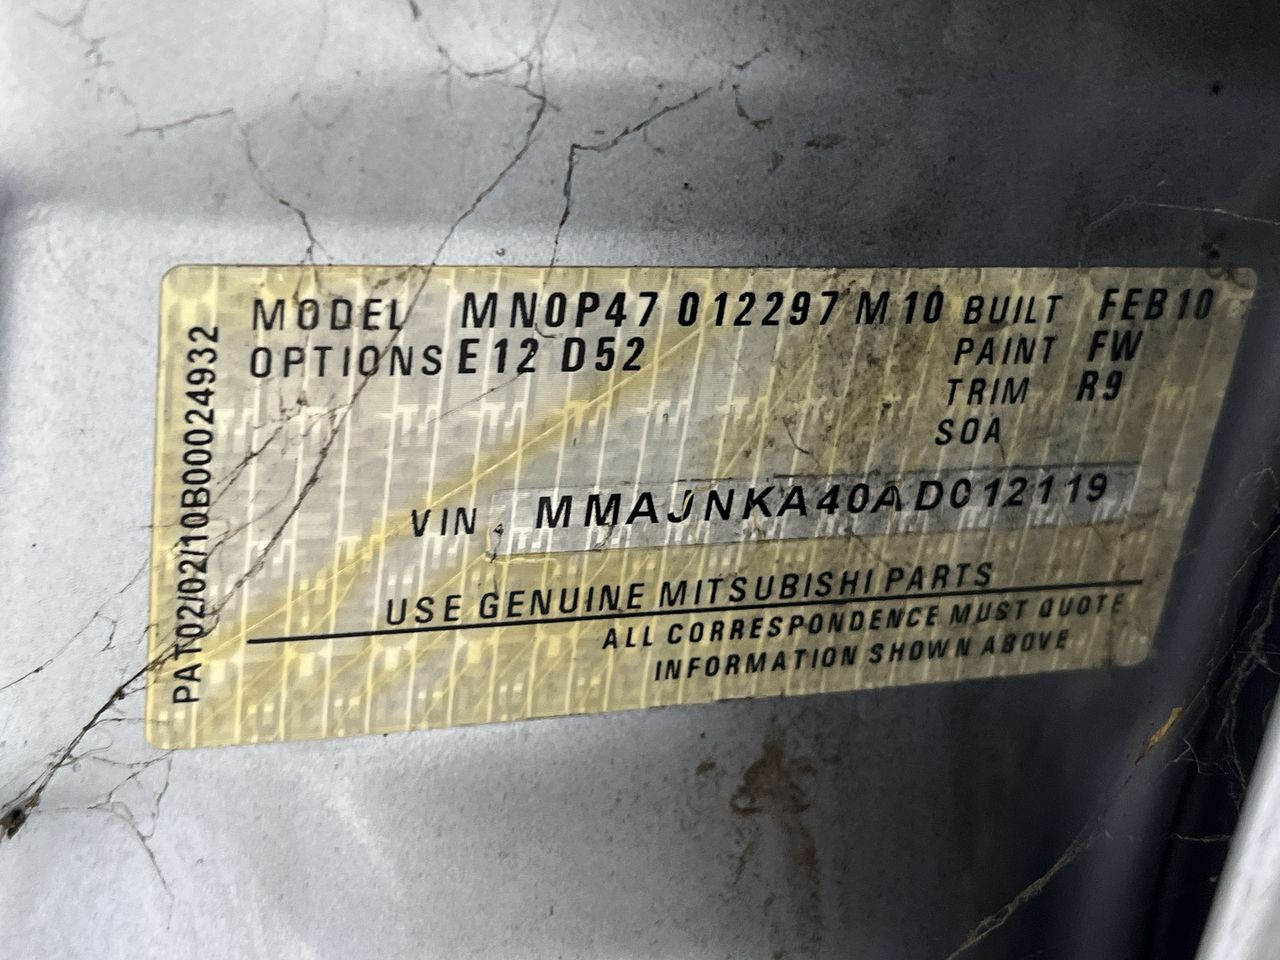 MODEL MN0P47 012297 M10 BUILT FEB10
OPTIONS E12 D52 PAINT FW
TRIM R9
SOA
VIN MMAJNKA40AD012119
USE GENUINE MITSUBISHI PARTS
ALL CORRESPONDENCE MUST QUOTE
INFORMATION SHOWN ABOVE
PAT02/02/10B00024932